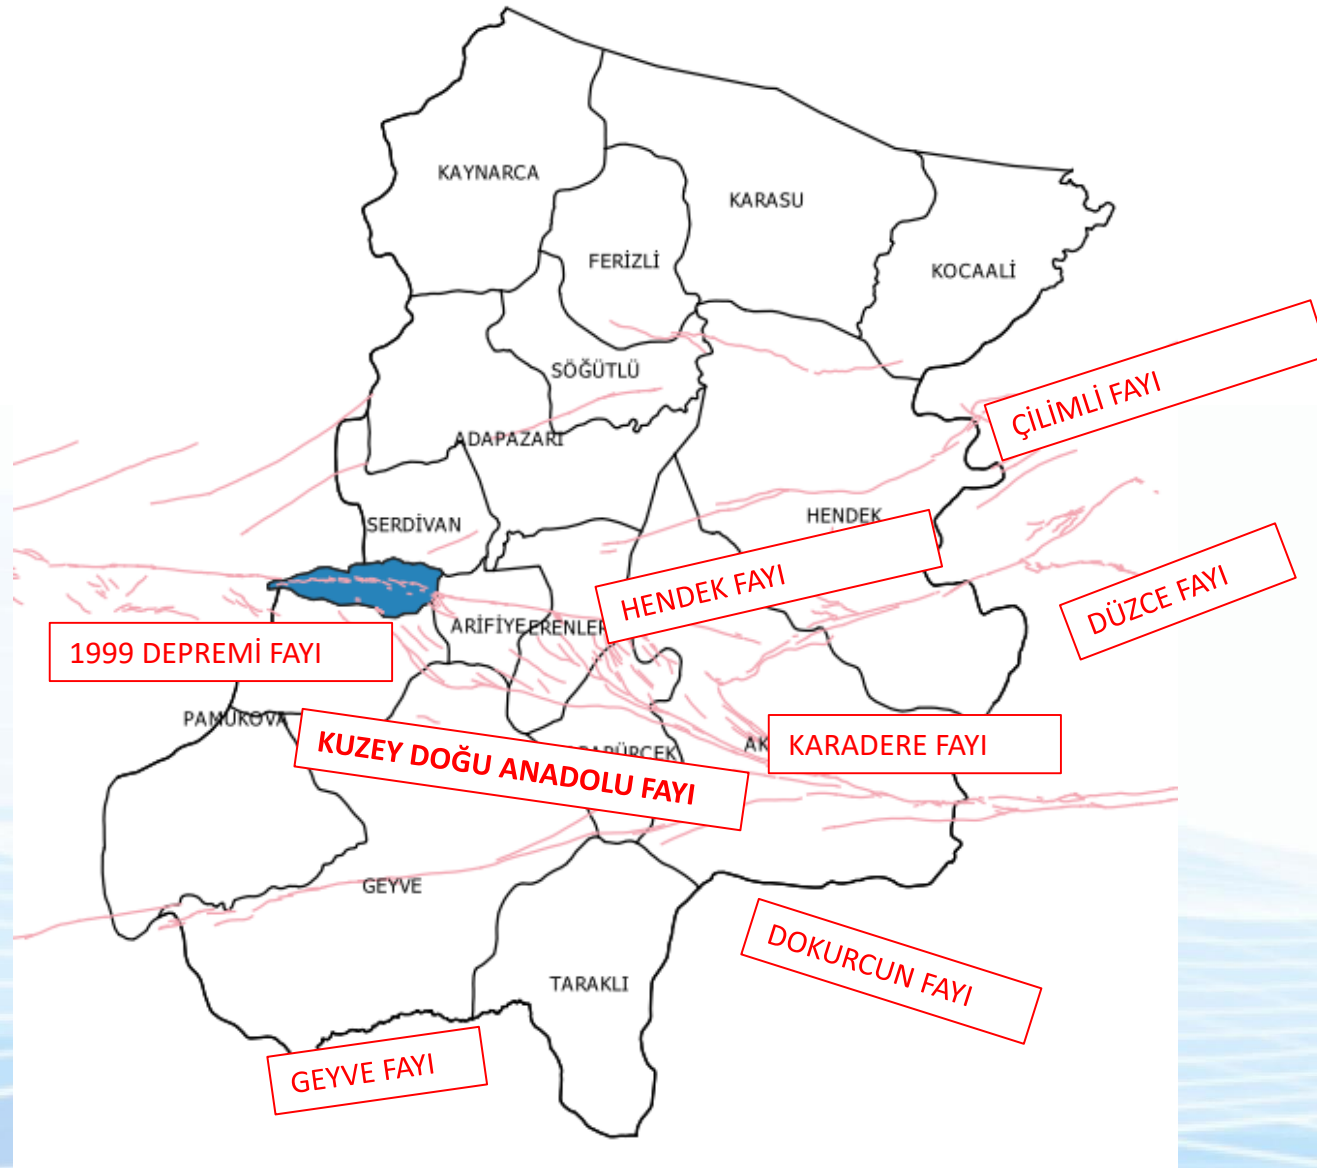 KAYNARCA
KARASU
FERİZLİ
KOCAALİ
SÖĞÜTLÜ
ÇİLİMLİ FAYI
ADAPAZARI
SERDİVAN
HENDEK
HENDEK FAYI
DÜZCE FAYI
ARİFİYE
ERENLER
1999 DEPREMİ FAYI
PAMUKOVA
KUZEY DOĞU ANADOLU FAYI
KARADERE FAYI
GEYVE
DOKURCUN FAYI
TARAKLI
GEYVE FAYI